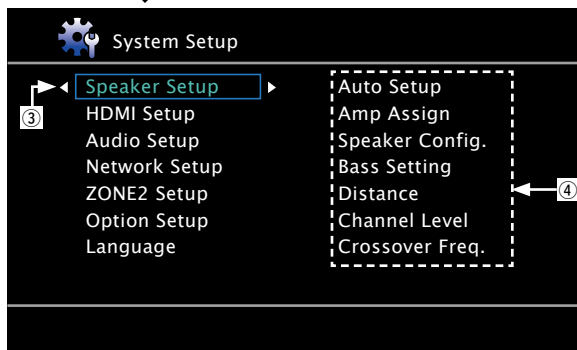 System Setup
③
Speaker Setup
HDMI Setup
Audio Setup
Network Setup
ZONE2 Setup
Option Setup
Language
Auto Setup
Amp Assign
Speaker Config.
Bass Setting
Distance
Channel Level
Crossover Freq.
④